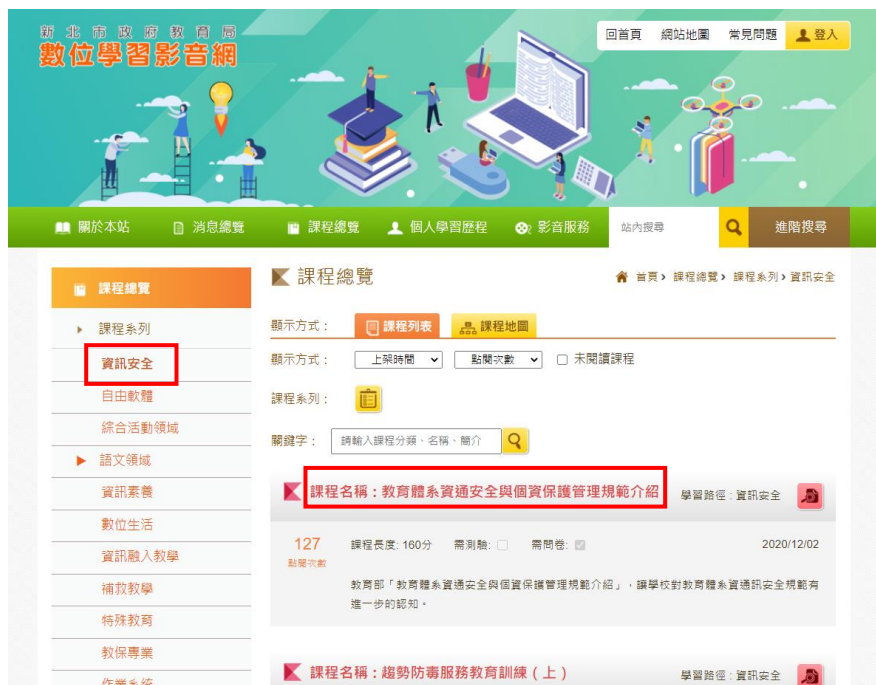 新北市政府教育局
數位學習影音網
回首頁 網站地圖 常見問題 登入
關於本站 消息總覽 課程總覽 個人學習歷程 影音服務 站內搜尋 進階搜尋
課程總覽
課程系列
資訊安全
自由軟體
綜合活動領域
語文領域
資訊素養
數位生活
資訊融入教學
補救教學
特殊教育
教保專業
作業系統
課程總覽
首頁› 課程總覽› 課程系列› 資訊安全
顯示方式： 課程列表 課程地圖
顯示方式： 上架時間 點閱次數 未閱讀課程
課程系列：
關鍵字： 請輸入課程分類、名稱、簡介
課程名稱：教育體系資通安全與個資保護管理規範介紹 學習路徑：資訊安全
127 課程長度: 160分 需測驗: 需問卷: 2020/12/02
點閱次數
教育部「教育體系資通安全與個資保護管理規範介紹」，讓學校對教育體系資通訊安全規範有
進一步的認知。
課程名稱：趨勢防毒服務教育訓練（上） 學習路徑：資訊安全